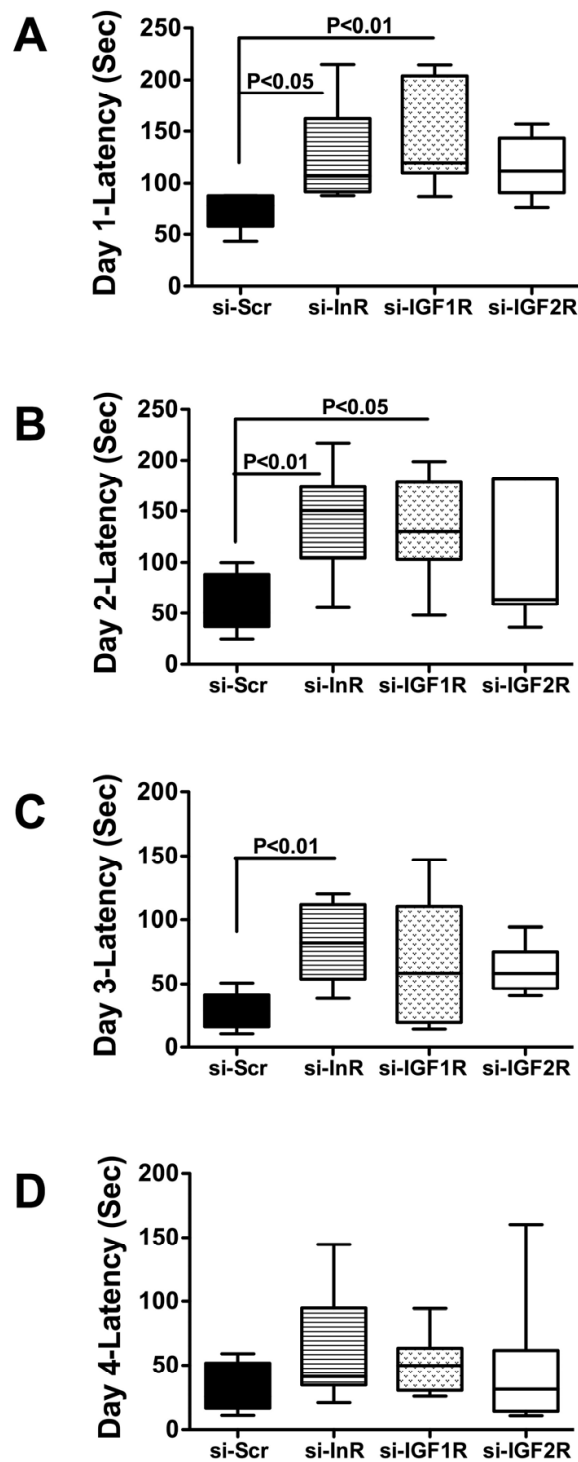 A
Day 1-Latency (Sec)
250
200
150
100
50
0
P<0.01
P<0.05
si-Scr si-InR si-IGF1R si-IGF2R
B
Day 2-Latency (Sec)
250
200
150
100
50
0
P<0.05
P<0.01
si-Scr si-InR si-IGF1R si-IGF2R
C
Day 3-Latency (Sec)
200
150
100
50
0
P<0.01
si-Scr si-InR si-IGF1R si-IGF2R
D
Day 4-Latency (Sec)
200
150
100
50
0
si-Scr si-InR si-IGF1R si-IGF2R